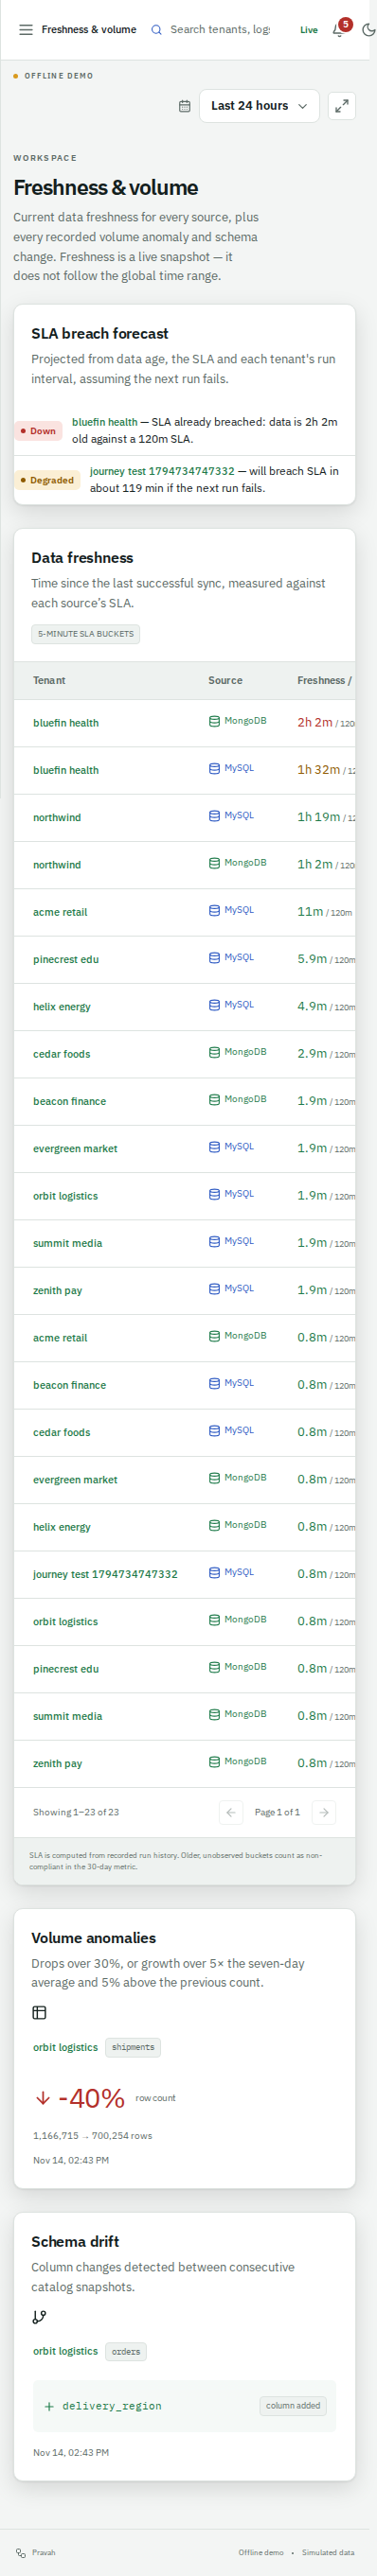 Freshness & volume
Search tenants, logs
Live
5
OFFLINE DEMO
Last 24 hours
WORKSPACE
Freshness & volume
Current data freshness for every source, plus
every recorded volume anomaly and schema
change. Freshness is a live snapshot — it
does not follow the global time range.
SLA breach forecast
Projected from data age, the SLA and each tenant's run
interval, assuming the next run fails.
Down
bluefin health — SLA already breached: data is 2h 2m
old against a 120m SLA.
Degraded
journey test 1794734747332 — will breach SLA in
about 119 min if the next run fails.
Data freshness
Time since the last successful sync, measured against
each source's SLA.
5-MINUTE SLA BUCKETS
Tenant Source Freshness /
bluefin health MongoDB 2h 2m / 120
bluefin health MySQL 1h 32m / 12
northwind MySQL 1h 19m / 12
northwind MongoDB 1h 2m / 120
acme retail MySQL 11m / 120m
pinecrest edu MySQL 5.9m / 120m
helix energy MySQL 4.9m / 120m
cedar foods MongoDB 2.9m / 120m
beacon finance MongoDB 1.9m / 120m
evergreen market MySQL 1.9m / 120m
orbit logistics MySQL 1.9m / 120m
summit media MySQL 1.9m / 120m
zenith pay MySQL 1.9m / 120m
acme retail MongoDB 0.8m / 120m
beacon finance MySQL 0.8m / 120m
cedar foods MySQL 0.8m / 120m
evergreen market MongoDB 0.8m / 120m
helix energy MongoDB 0.8m / 120m
journey test 1794734747332 MySQL 0.8m / 120m
orbit logistics MongoDB 0.8m / 120m
pinecrest edu MongoDB 0.8m / 120m
summit media MongoDB 0.8m / 120m
zenith pay MongoDB 0.8m / 120m
Showing 1–23 of 23 Page 1 of 1
SLA is computed from recorded run history. Older, unobserved buckets count as non-
compliant in the 30-day metric.
Volume anomalies
Drops over 30%, or growth over 5× the seven-day
average and 5% above the previous count.
orbit logistics shipments
↓ -40% row count
1,166,715 → 700,254 rows
Nov 14, 02:43 PM
Schema drift
Column changes detected between consecutive
catalog snapshots.
orbit logistics orders
+ delivery_region column added
Nov 14, 02:43 PM
Pravah Offline demo • Simulated data